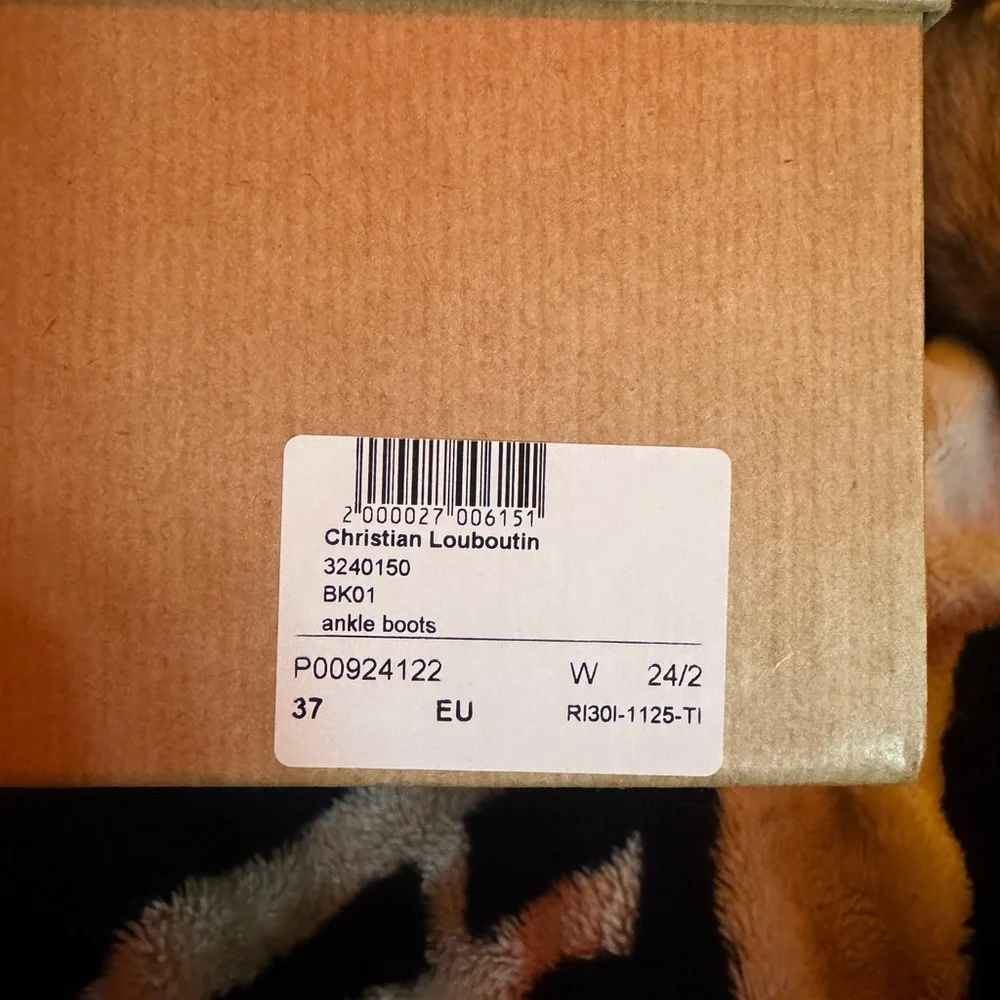 2 000027 006151
Christian Louboutin
3240150
BK01
ankle boots
P00924122 W 24/2
37 EU RI30I-1125-TI